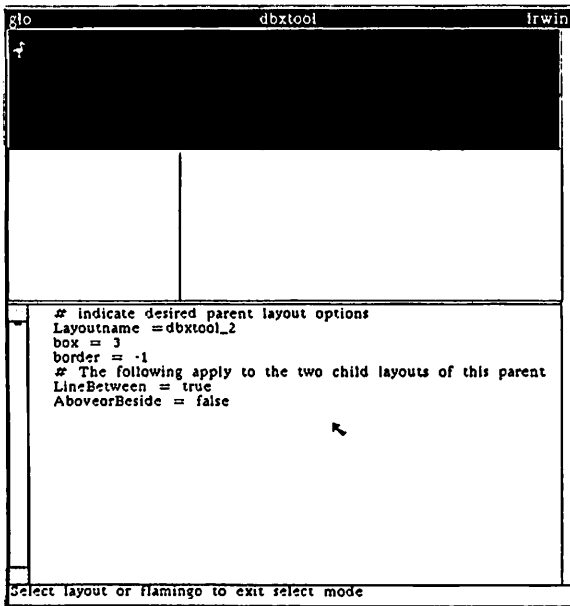 glo dbxtool Irwin
# indicate desired parent layout options
Layoutname =dbxtool_2
box = 3
border = -1
# The following apply to the two child layouts of this parent
LineBetween = true
AboveorBeside = false
Select layout or flamingo to exit select mode